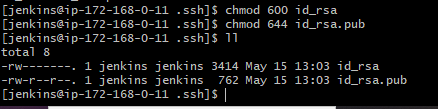 [jenkins@ip-172-168-0-11 .ssh]$ chmod 600 id_rsa
[jenkins@ip-172-168-0-11 .ssh]$ chmod 644 id_rsa.pub
[jenkins@ip-172-168-0-11 .ssh]$ ll
total 8
-rw-------. 1 jenkins jenkins 3414 May 15 13:03 id_rsa
-rw-r--r--. 1 jenkins jenkins  762 May 15 13:03 id_rsa.pub
[jenkins@ip-172-168-0-11 .ssh]$